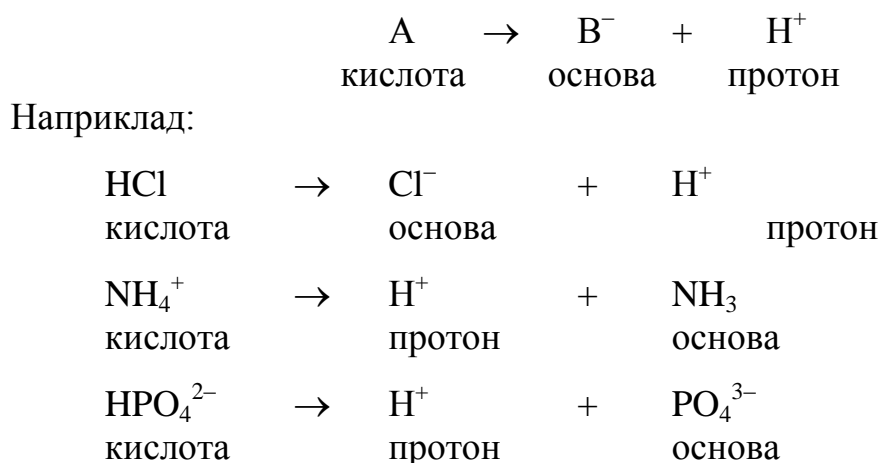 A → B⁻ + H⁺
кислота основа протон
Наприклад:
HCl → Cl⁻ + H⁺
кислота основа протон
NH₄⁺ → H⁺ + NH₃
кислота протон основа
HPO₄²⁻ → H⁺ + PO₄³⁻
кислота протон основа